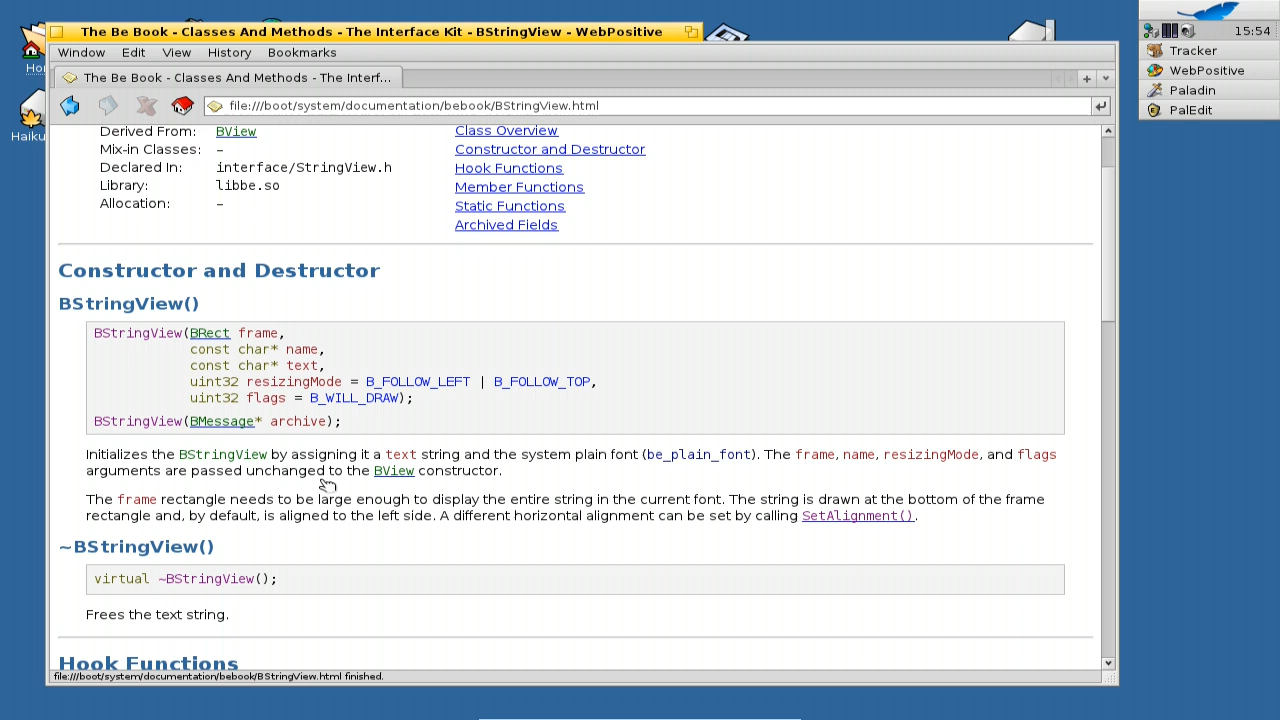 The Be Book - Classes And Methods - The Interface Kit - BStringView - WebPositive
15:54
Window Edit View History Bookmarks
Tracker
WebPositive
Paladin
PalEdit
The Be Book - Classes And Methods - The Interf...
file:///boot/system/documentation/bebook/BStringView.html
Derived From: BView
Mix-in Classes: –
Declared In: interface/StringView.h
Library: libbe.so
Allocation: –
Class Overview
Constructor and Destructor
Hook Functions
Member Functions
Static Functions
Archived Fields
Constructor and Destructor
BStringView()
BStringView(BRect frame,
const char* name,
const char* text,
uint32 resizingMode = B_FOLLOW_LEFT | B_FOLLOW_TOP,
uint32 flags = B_WILL_DRAW);
BStringView(BMessage* archive);
Initializes the BStringView by assigning it a text string and the system plain font (be_plain_font). The frame, name, resizingMode, and flags
arguments are passed unchanged to the BView constructor.
The frame rectangle needs to be large enough to display the entire string in the current font. The string is drawn at the bottom of the frame
rectangle and, by default, is aligned to the left side. A different horizontal alignment can be set by calling SetAlignment().
~BStringView()
virtual ~BStringView();
Frees the text string.
Hook Functions
file:///boot/system/documentation/bebook/BStringView.html finished.